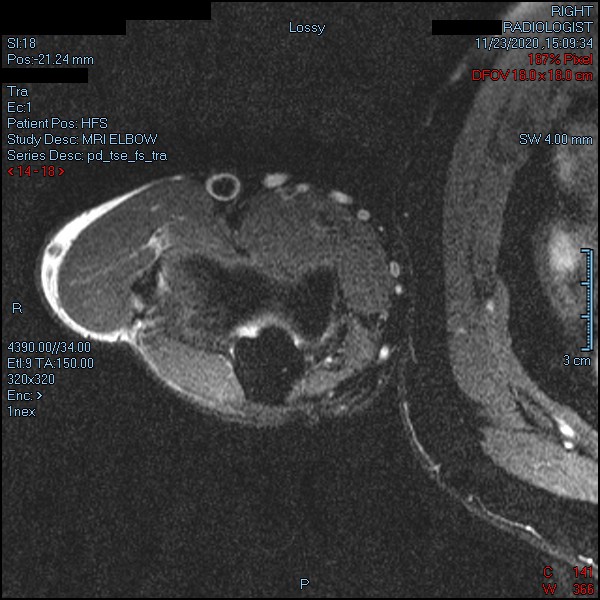 RIGHT
RADIOLOGIST
11/23/2020 ,15:09:34
187% Pixel
DFOV 18.0 x 18.0 cm
Lossy
SI:18
Pos:-21.24 mm
Tra
Ec:1
Patient Pos: HFS
Study Desc: MRI ELBOW
Series Desc: pd_tse_fs_tra
< 14 - 18 >
SW 4.00 mm
R
3 cm
4390.00//34.00
Etl:9 TA:150.00
320x320
Enc: >
1nex
P
C 141
W 366